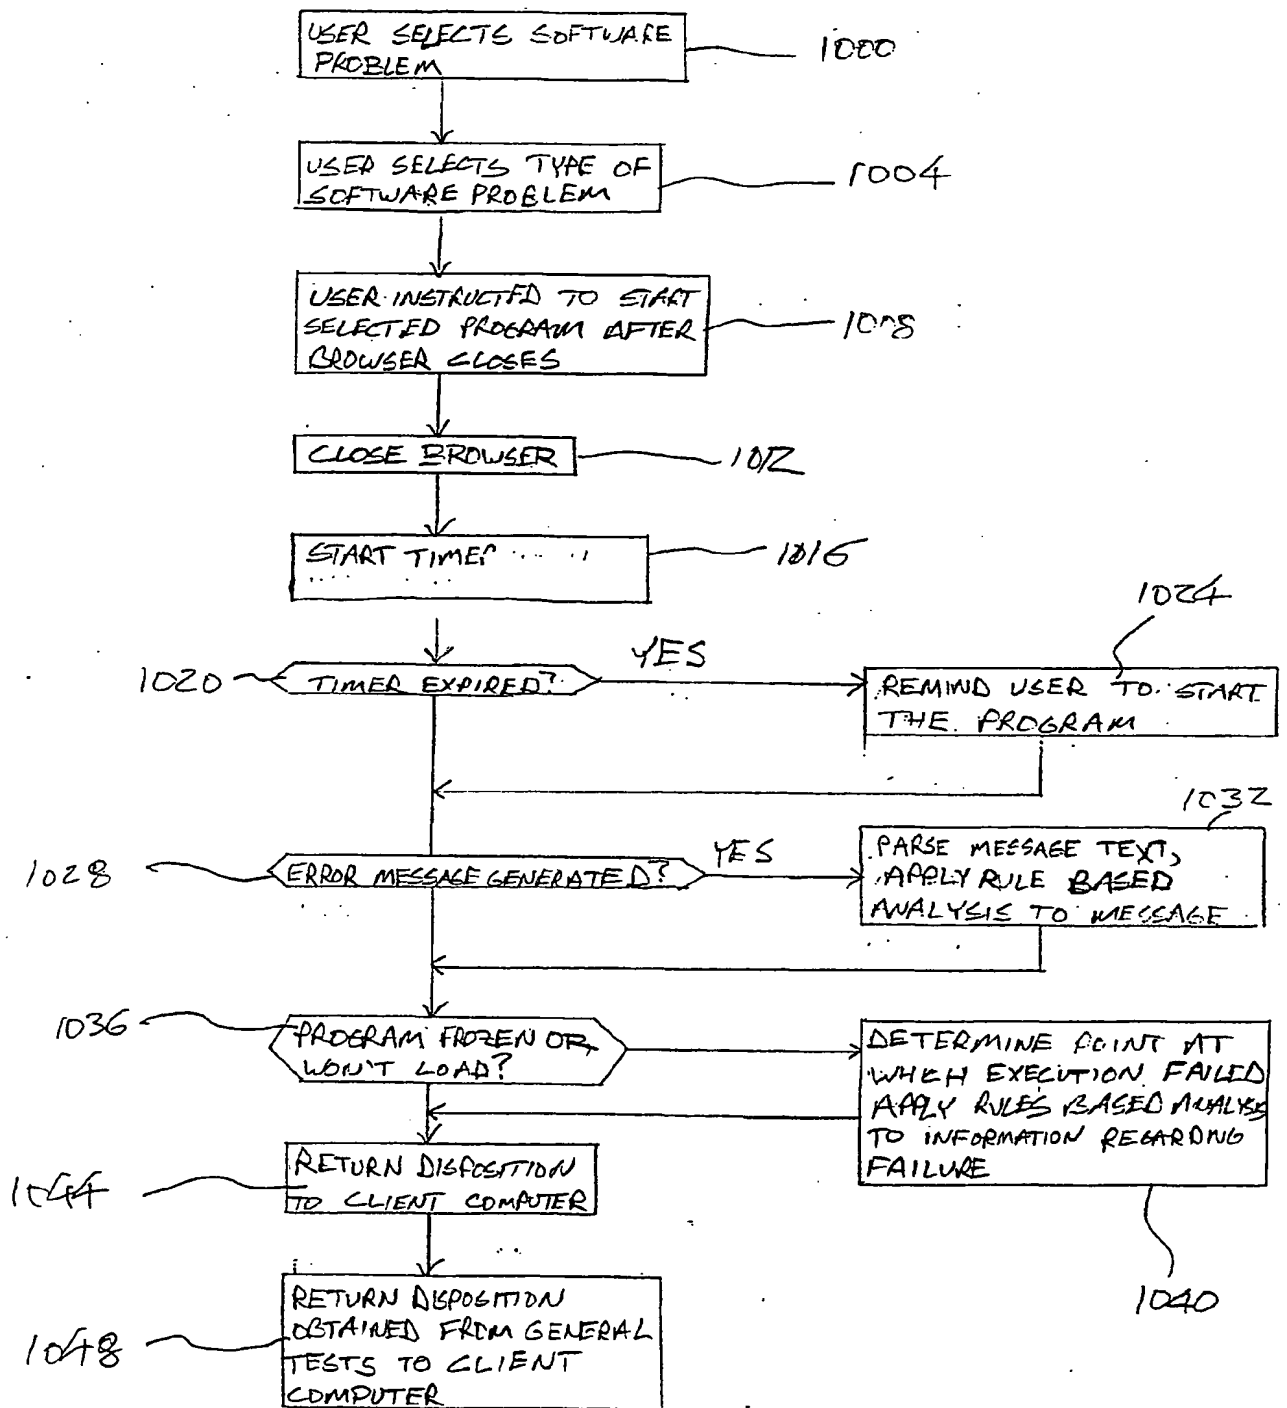 USER SELECTS SOFTWARE
PROBLEM
1000
USER SELECTS TYPE OF
SOFTWARE PROBLEM
1004
USER INSTRUCTED TO START
SELECTED PROGRAM AFTER
BROWSER CLOSES
1008
CLOSE BROWSER
1012
START TIMER
1016
1020
TIMER EXPIRED?
YES
1024
REMIND USER TO START
THE PROGRAM
1028
ERROR MESSAGE GENERATED?
YES
1032
PARSE MESSAGE TEXT,
APPLY RULE BASED
ANALYSIS TO MESSAGE
1036
PROGRAM FROZEN OR
WON'T LOAD?
DETERMINE POINT AT
WHICH EXECUTION FAILED
APPLY RULES BASED ANALYSIS
TO INFORMATION REGARDING
FAILURE
1040
1044
RETURN DISPOSITION
TO CLIENT COMPUTER
1048
RETURN DISPOSITION
OBTAINED FROM GENERAL
TESTS TO CLIENT
COMPUTER